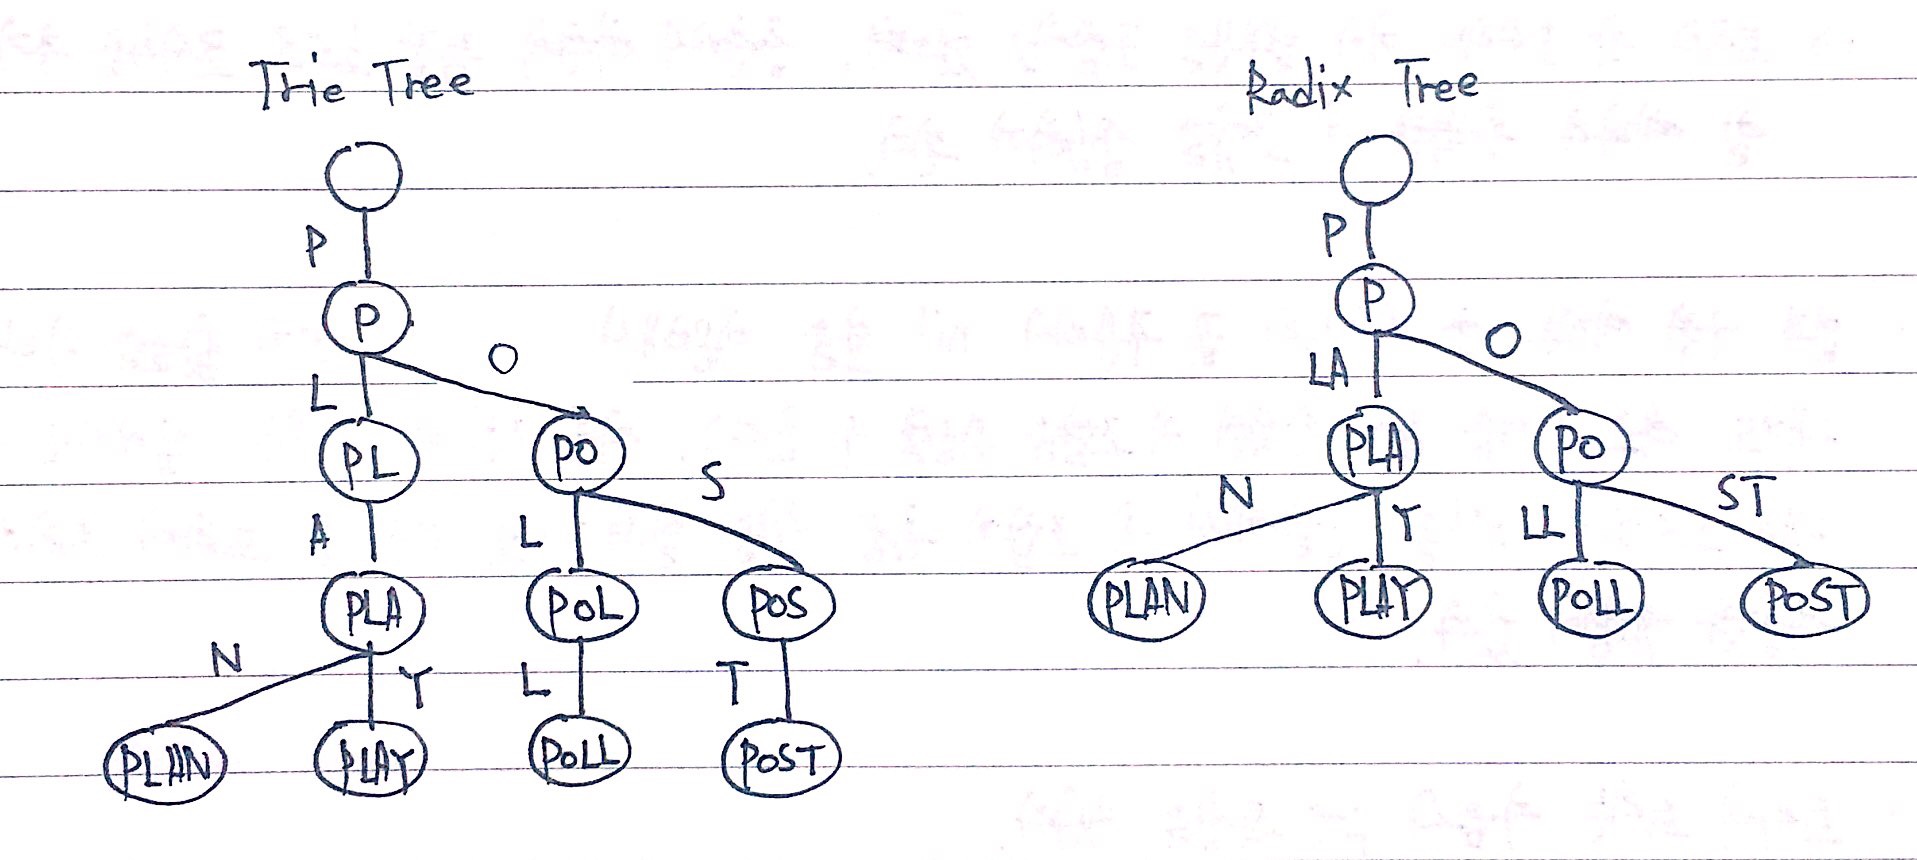 Trie Tree
Radix Tree
P
P
O
L
PL
PO
S
A
L
PLA
POL
POS
N
Y
L
T
PLAN
PLAY
POLL
POST
P
P
O
LA
PLA
PO
N
Y
LL
ST
PLAN
PLAY
POLL
POST